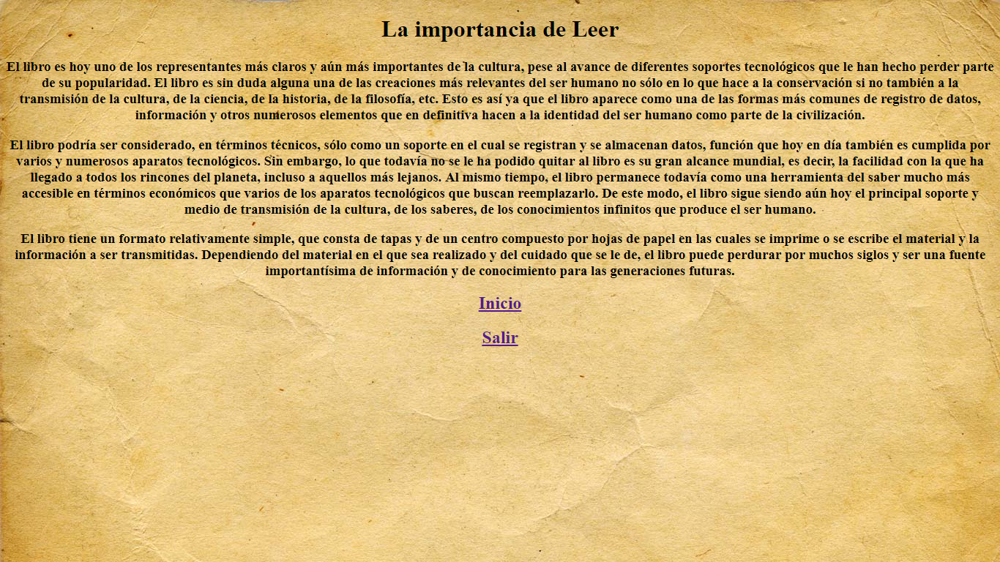 La importancia de Leer
El libro es hoy uno de los representantes más claros y aún más importantes de la cultura, pese al avance de diferentes soportes tecnológicos que le han hecho perder parte
de su popularidad. El libro es sin duda alguna una de las creaciones más relevantes del ser humano no sólo en lo que hace a la conservación si no también a la
transmisión de la cultura, de la ciencia, de la historia, de la filosofía, etc. Esto es así ya que el libro aparece como una de las formas más comunes de registro de datos,
información y otros numerosos elementos que en definitiva hacen a la identidad del ser humano como parte de la civilización.
El libro podría ser considerado, en términos técnicos, sólo como un soporte en el cual se registran y se almacenan datos, función que hoy en día también es cumplida por
varios y numerosos aparatos tecnológicos. Sin embargo, lo que todavía no se le ha podido quitar al libro es su gran alcance mundial, es decir, la facilidad con la que ha
llegado a todos los rincones del planeta, incluso a aquellos más lejanos. Al mismo tiempo, el libro permanece todavía como una herramienta del saber mucho más
accesible en términos económicos que varios de los aparatos tecnológicos que buscan reemplazarlo. De este modo, el libro sigue siendo aún hoy el principal soporte y
medio de transmisión de la cultura, de los saberes, de los conocimientos infinitos que produce el ser humano.
El libro tiene un formato relativamente simple, que consta de tapas y de un centro compuesto por hojas de papel en las cuales se imprime o se escribe el material y la
información a ser transmitidas. Dependiendo del material en el que sea realizado y del cuidado que se le de, el libro puede perdurar por muchos siglos y ser una fuente
importantísima de información y de conocimiento para las generaciones futuras.
Inicio
Salir